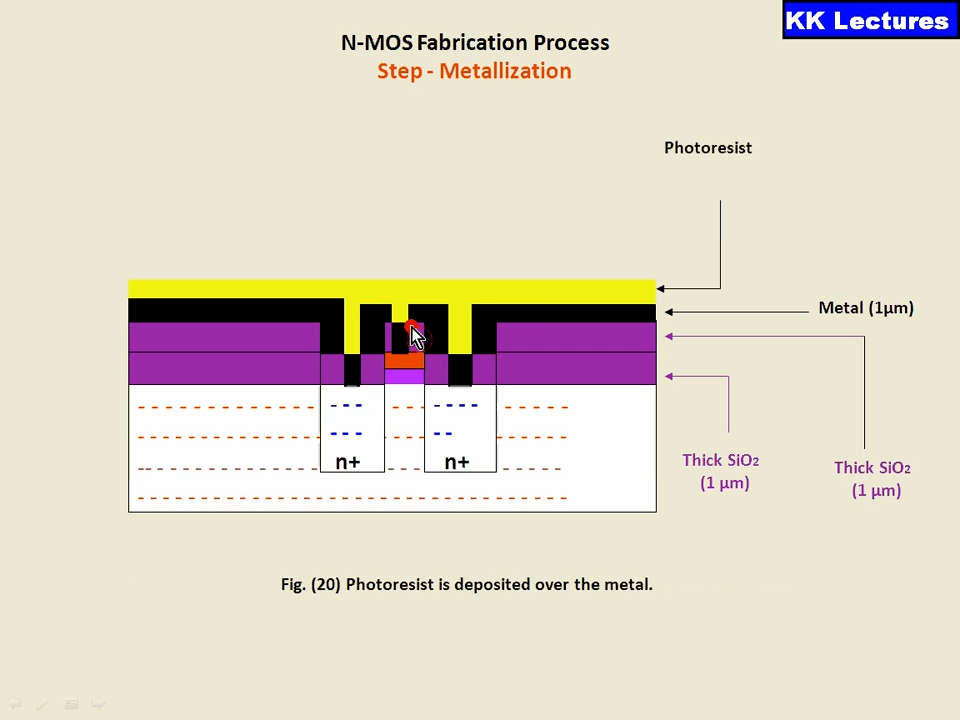 KK Lectures
N-MOS Fabrication Process
Step - Metallization
Photoresist
Metal (1µm)
n+
n+
Thick SiO2
(1 µm)
Thick SiO2
(1 µm)
Fig. (20) Photoresist is deposited over the metal.